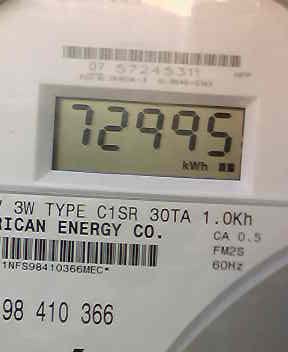 07 57245311
72995
kWh
V 3W TYPE C1SR 30TA 1.0Kh
RICAN ENERGY CO.
CA 0.5
FM2S
60Hz
1NFS98410366MEC*
98 410 366